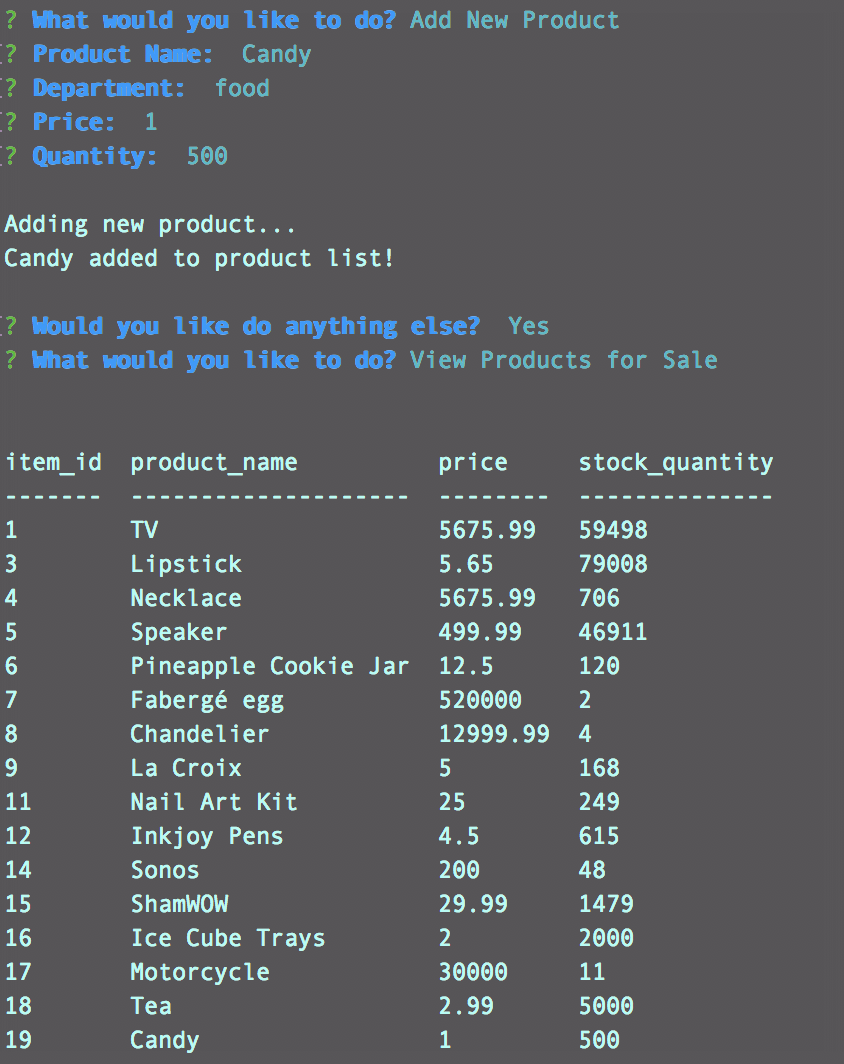 ? What would you like to do? Add New Product
[? Product Name:  Candy
[? Department:  food
[? Price:  1
[? Quantity:  500
Adding new product...
Candy added to product list!
[? Would you like do anything else?  Yes
? What would you like to do? View Products for Sale
item_id  product_name          price     stock_quantity
-------  --------------------  --------  --------------
1        TV                    5675.99   59498
3        Lipstick              5.65      79008
4        Necklace              5675.99   706
5        Speaker               499.99    46911
6        Pineapple Cookie Jar  12.5      120
7        Fabergé egg           520000    2
8        Chandelier            12999.99  4
9        La Croix              5         168
11       Nail Art Kit          25        249
12       Inkjoy Pens           4.5       615
14       Sonos                 200       48
15       ShamWOW               29.99     1479
16       Ice Cube Trays        2         2000
17       Motorcycle            30000     11
18       Tea                   2.99      5000
19       Candy                 1         500